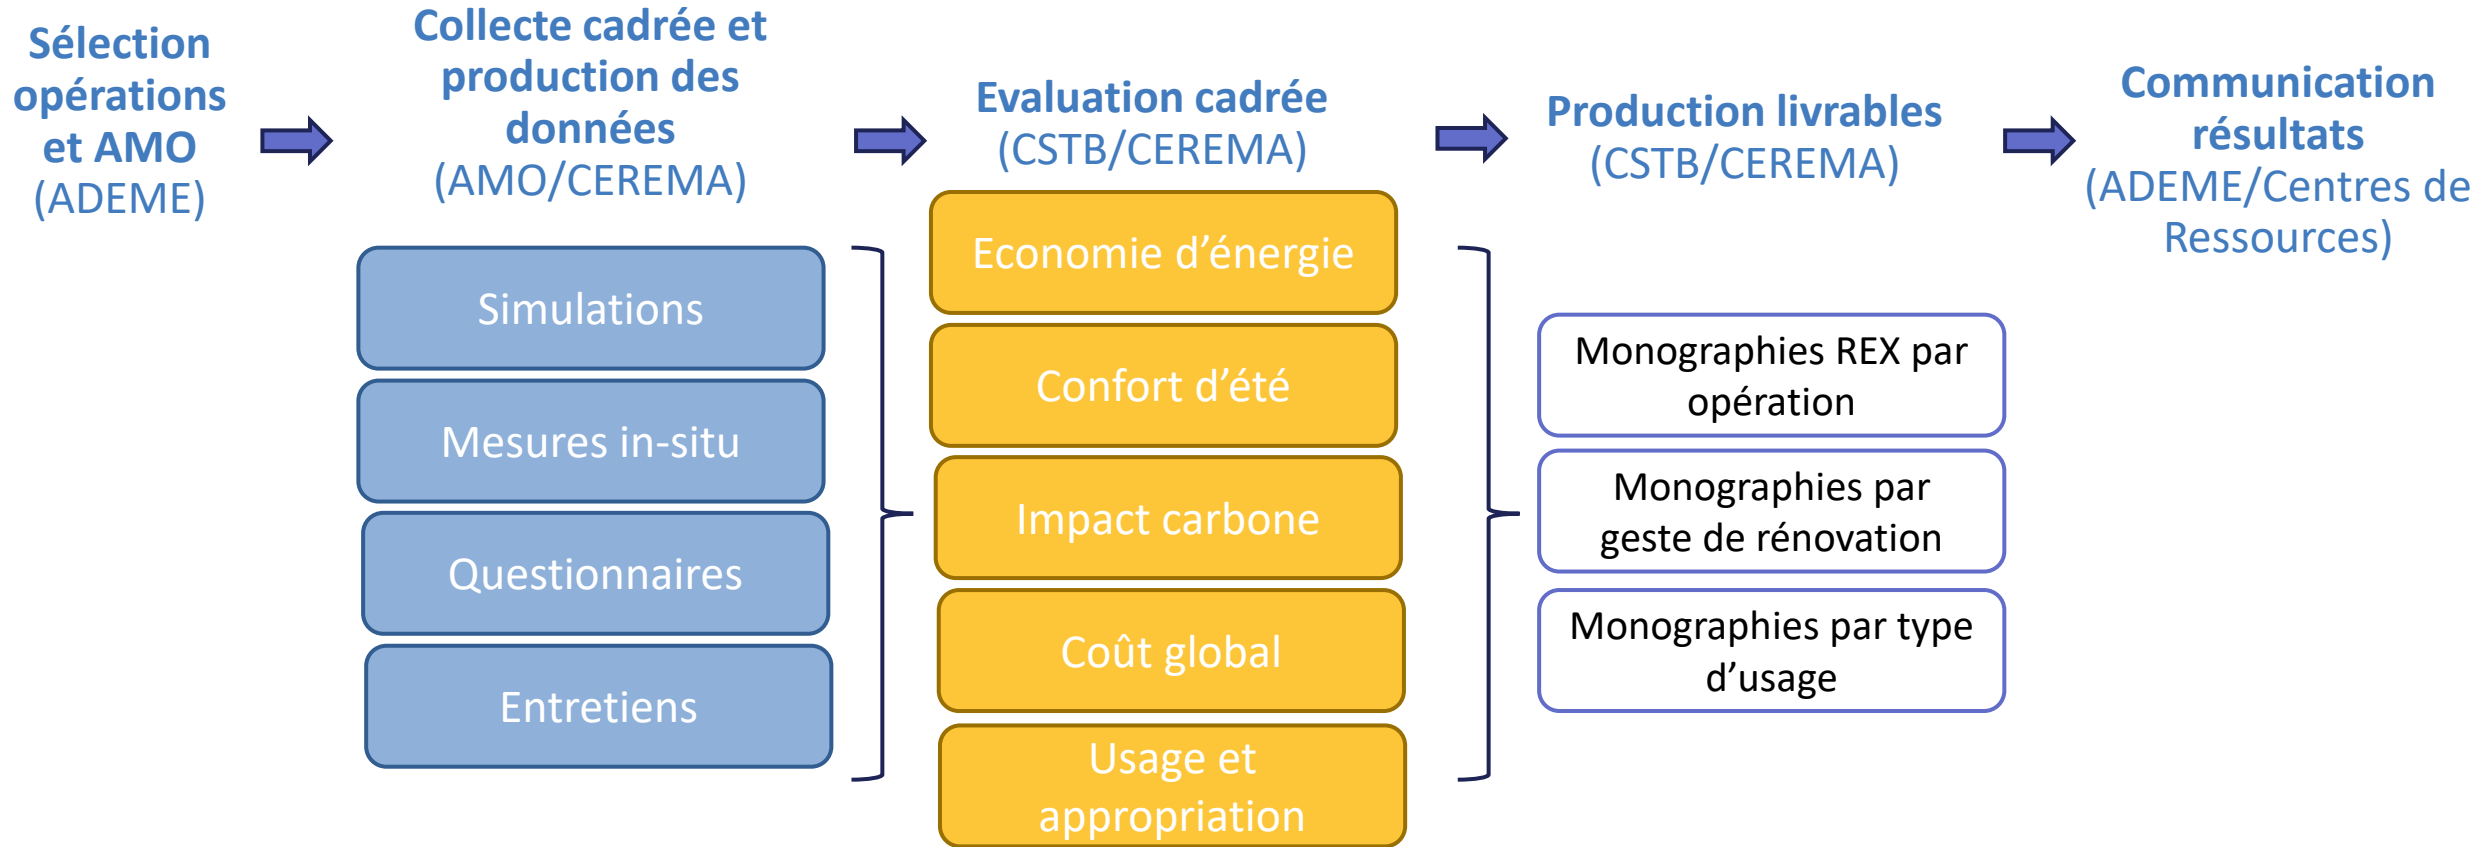 Sélection
opérations
et AMO
(ADEME)
Collecte cadrée et
production des
données
(AMO/CEREMA)
Evaluation cadrée
(CSTB/CEREMA)
Production livrables
(CSTB/CEREMA)
Communication
résultats
(ADEME/Centres de
Ressources)
Simulations
Mesures in-situ
Questionnaires
Entretiens
Economie d’énergie
Confort d’été
Impact carbone
Coût global
Usage et
appropriation
Monographies REX par
opération
Monographies par
geste de rénovation
Monographies par type
d’usage